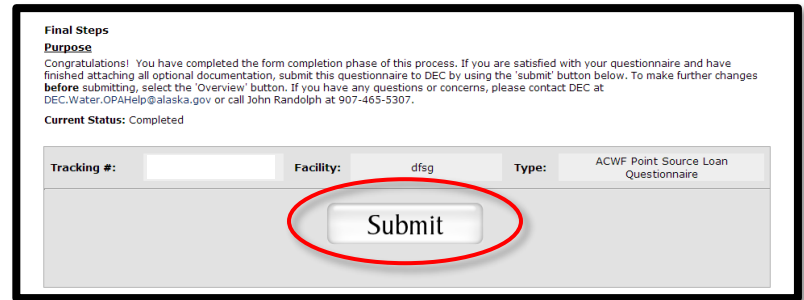 Final Steps
Purpose
Congratulations!  You have completed the form completion phase of this process. If you are satisfied with your questionnaire and have
finished attaching all optional documentation, submit this questionnaire to DEC by using the 'submit' button below. To make further changes
before submitting, select the 'Overview' button. If you have any questions or concerns, please contact DEC at
DEC.Water.OPAHelp@alaska.gov or call John Randolph at 907-465-5307.
Current Status: Completed
Tracking #: Facility: dfsg Type: ACWF Point Source Loan
Questionnaire
Submit